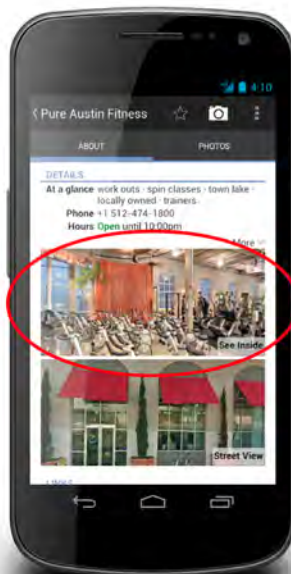 4:10
Pure Austin Fitness
ABOUT
PHOTOS
DETAILS
At a glance work outs · spin classes · town lake ·
locally owned · trainers
Phone +1 512-474-1800
Hours Open until 10:00pm
More
See Inside
Street View
LINKS